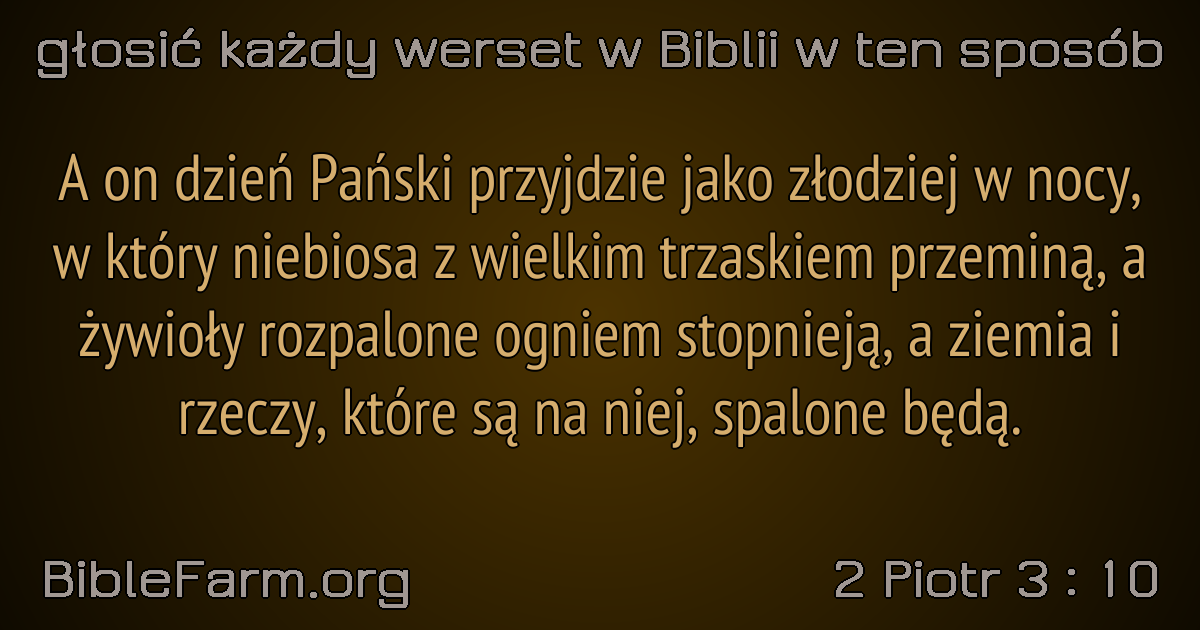 głosić każdy werset w Biblii w ten sposób
A on dzień Pański przyjdzie jako złodziej w nocy,
w który niebiosa z wielkim trzaskiem przeminą, a
żywioły rozpalone ogniem stopnieją, a ziemia i
rzeczy, które są na niej, spalone będą.
BibleFarm.org
2 Piotr 3 : 10